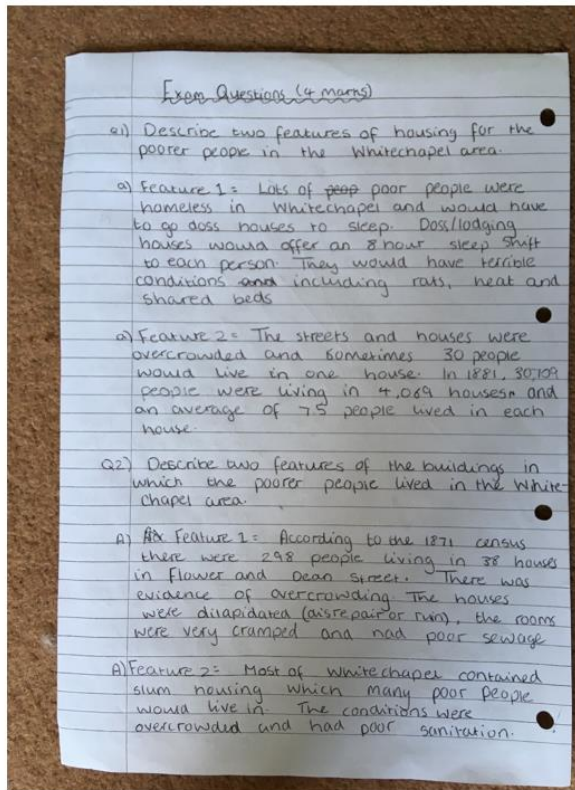 Exam Questions (4 marks)
Q1) Describe two features of housing for the
poorer people in the Whitechapel area.
a) Feature 1 = Lots of peop poor people were
homeless in Whitechapel and would have
to go doss houses to sleep. Doss/lodging
houses would offer an 8 hour sleep shift
to each person. They would have terrible
conditions and including rats, heat and
shared beds
a) Feature 2 = The streets and houses were
overcrowded and sometimes 30 people
would live in one house. In 1881, 30,709
people were living in 4,069 houses and
an average of 7.5 people lived in each
house.
Q2) Describe two features of the buildings in
which the poorer people lived in the White-
chapel area.
A) Feature 1 = According to the 1871 census
there were 298 people living in 38 houses
in Flower and Dean Street. There was
evidence of overcrowding. The houses
were dilapidated (disrepair or ruin), the rooms
were very cramped and had poor sewage
A) Feature 2 = Most of whitechapel contained
slum housing which many poor people
would live in. The conditions were
overcrowded and had poor sanitation.